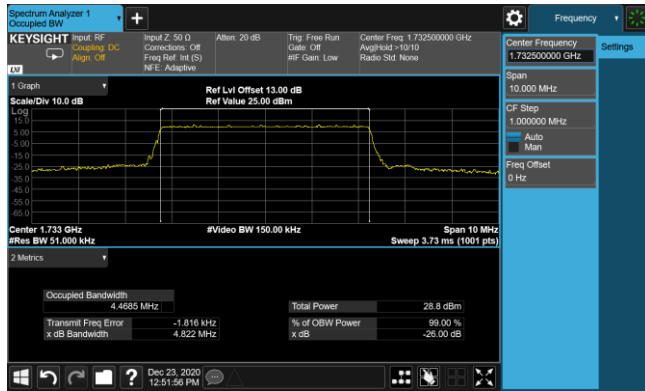 Spectrum Analyzer 1
Occupied BW
Frequency
KEYSIGHT
Input: RF
Coupling: DC
Align: Off
Input Z: 50 Ω
Corrections: Off
Freq Ref: Int (S)
NFE: Adaptive
Atten: 20 dB
Trig: Free Run
Gate: Off
#IF Gain: Low
Center Freq: 1.732500000 GHz
Avg|Hold >10/10
Radio Std: None
LXI
Center Frequency
1.732500000 GHz
Settings
Span
10.000 MHz
CF Step
1.000000 MHz
Auto
Man
Freq Offset
0 Hz
1 Graph
Scale/Div 10.0 dB
Ref Lvl Offset 13.00 dB
Ref Value 25.00 dBm
Log
15.0
5.00
-5.00
-15.0
-25.0
-35.0
-45.0
-55.0
-65.0
Center 1.733 GHz
#Video BW 150.00 kHz
Span 10 MHz
#Res BW 51.000 kHz
Sweep 3.73 ms (1001 pts)
2 Metrics
Occupied Bandwidth
4.4685 MHz
Total Power 28.8 dBm
Transmit Freq Error -1.816 kHz
% of OBW Power 99.00 %
x dB Bandwidth 4.822 MHz
x dB -26.00 dB
?
Dec 23, 2020
12:51:56 PM